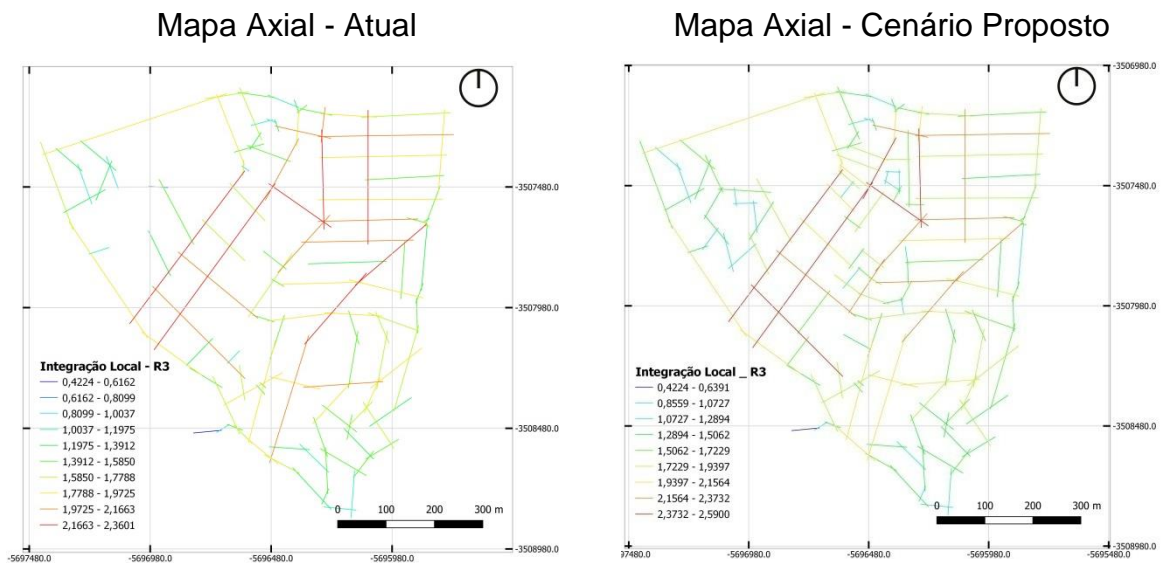 Mapa Axial - Atual
Integração Local - R3
0,4224 - 0,6162
0,6162 - 0,8099
0,8099 - 1,0037
1,0037 - 1,1975
1,1975 - 1,3912
1,3912 - 1,5850
1,5850 - 1,7788
1,7788 - 1,9725
1,9725 - 2,1663
2,1663 - 2,3601
0 100 200 300 m
-3507480.0
-3507980.0
-3508480.0
-3508980.0
-5697480.0 -5696980.0 -5696480.0 -5695980.0
Mapa Axial - Cenário Proposto
Integração Local _ R3
0,4224 - 0,6391
0,8559 - 1,0727
1,0727 - 1,2894
1,2894 - 1,5062
1,5062 - 1,7229
1,7229 - 1,9397
1,9397 - 2,1564
2,1564 - 2,3732
2,3732 - 2,5900
0 100 200 300 m
-3506980.0
-3507480.0
-3507980.0
-3508480.0
-3508980.0
7480.0 -5696980.0 -5696480.0 -5695980.0 -5695480.0